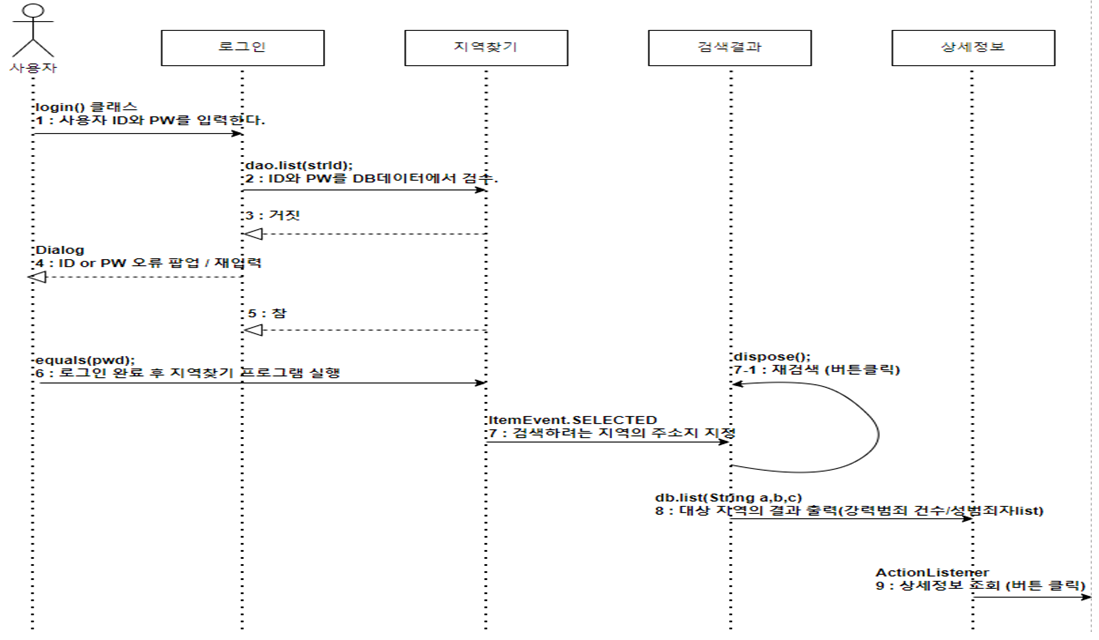 사용자
로그인
지역찾기
검색결과
상세정보
login() 클래스
1 : 사용자 ID와 PW를 입력한다.
dao.list(strId);
2 : ID와 PW를 DB데이터에서 검수.
3 : 거짓
Dialog
4 : ID or PW 오류 팝업 / 재입력
5 : 참
equals(pwd);
6 : 로그인 완료 후 지역찾기 프로그램 실행
dispose();
7-1 : 재검색 (버튼클릭)
ItemEvent.SELECTED
7 : 검색하려는 지역의 주소지 지정
db.list(String a,b,c)
8 : 대상 지역의 결과 출력(강력범죄 건수/성범죄자list)
ActionListener
9 : 상세정보 조회 (버튼 클릭)